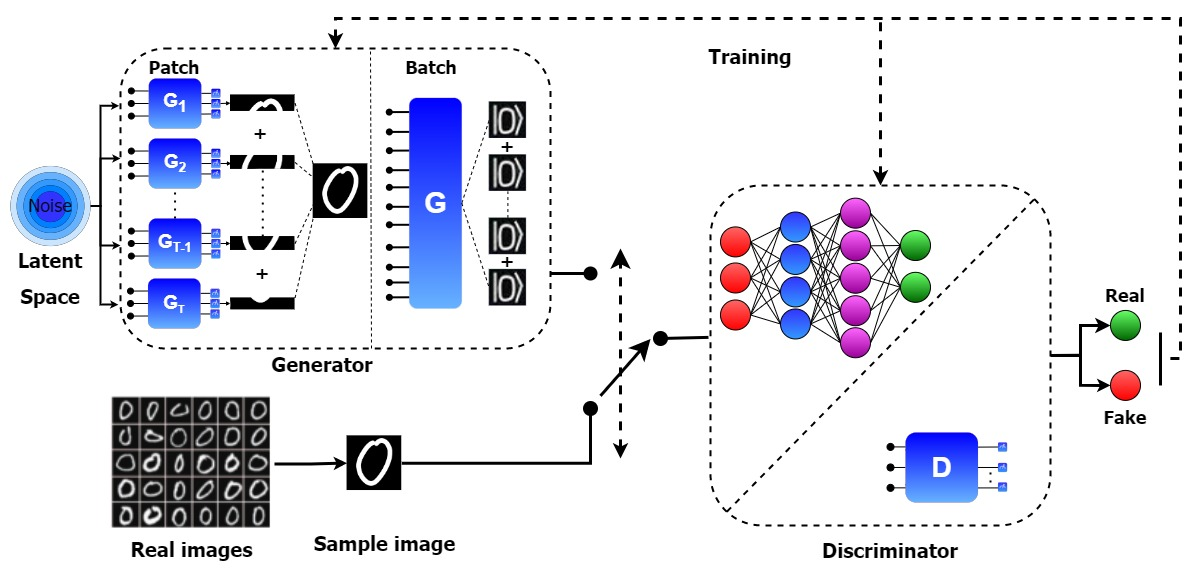 Training
Patch
Batch
G1
+
G2
Noise
GT-1
+
GT
G
|0⟩
+
|0⟩
|0⟩
+
|0⟩
Latent
Space
Generator
Real
Fake
D
Real images
Sample image
Discriminator